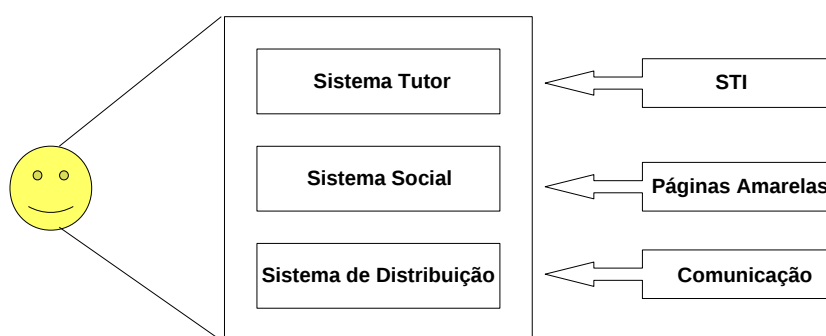 Sistema Tutor
STI
Sistema Social
Páginas Amarelas
Sistema de Distribuição
Comunicação